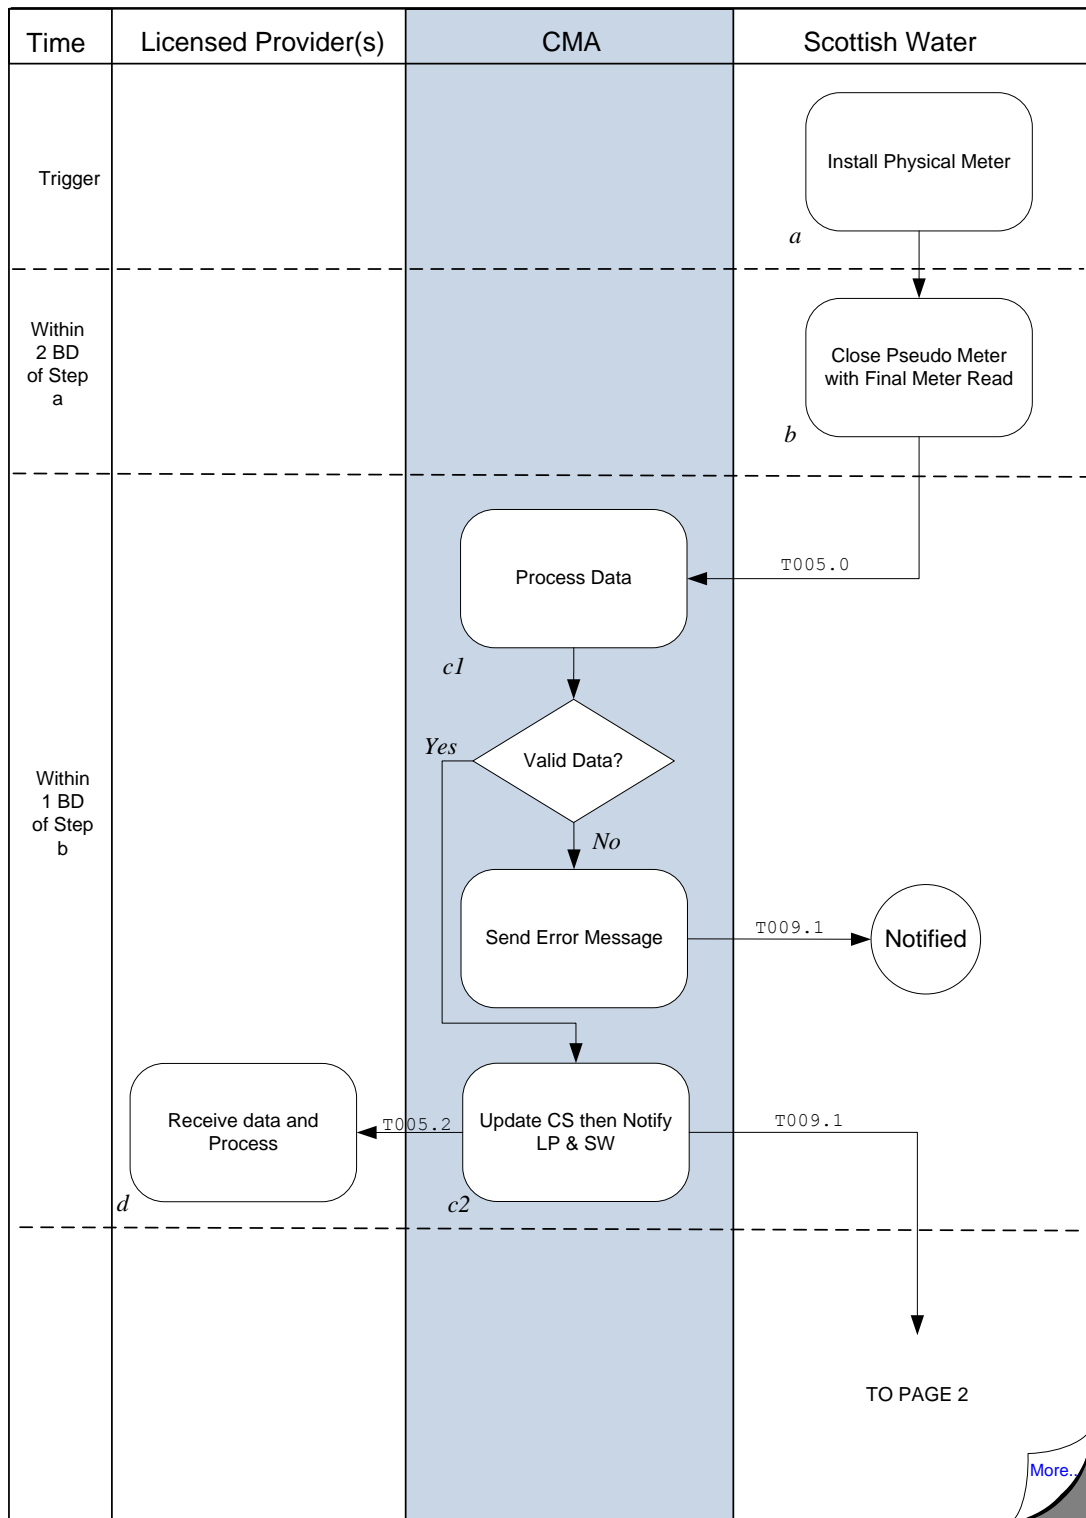 Time
Licensed Provider(s)
CMA
Scottish Water
Trigger
Install Physical Meter
a
Within
2 BD
of Step
a
Close Pseudo Meter
with Final Meter Read
b
Within
1 BD
of Step
b
T005.0
Process Data
c1
Valid Data?
Yes
No
Send Error Message
T009.1
Notified
Receive data and
Process
d
T005.2
Update CS then Notify
LP & SW
c2
T009.1
TO PAGE 2
More..